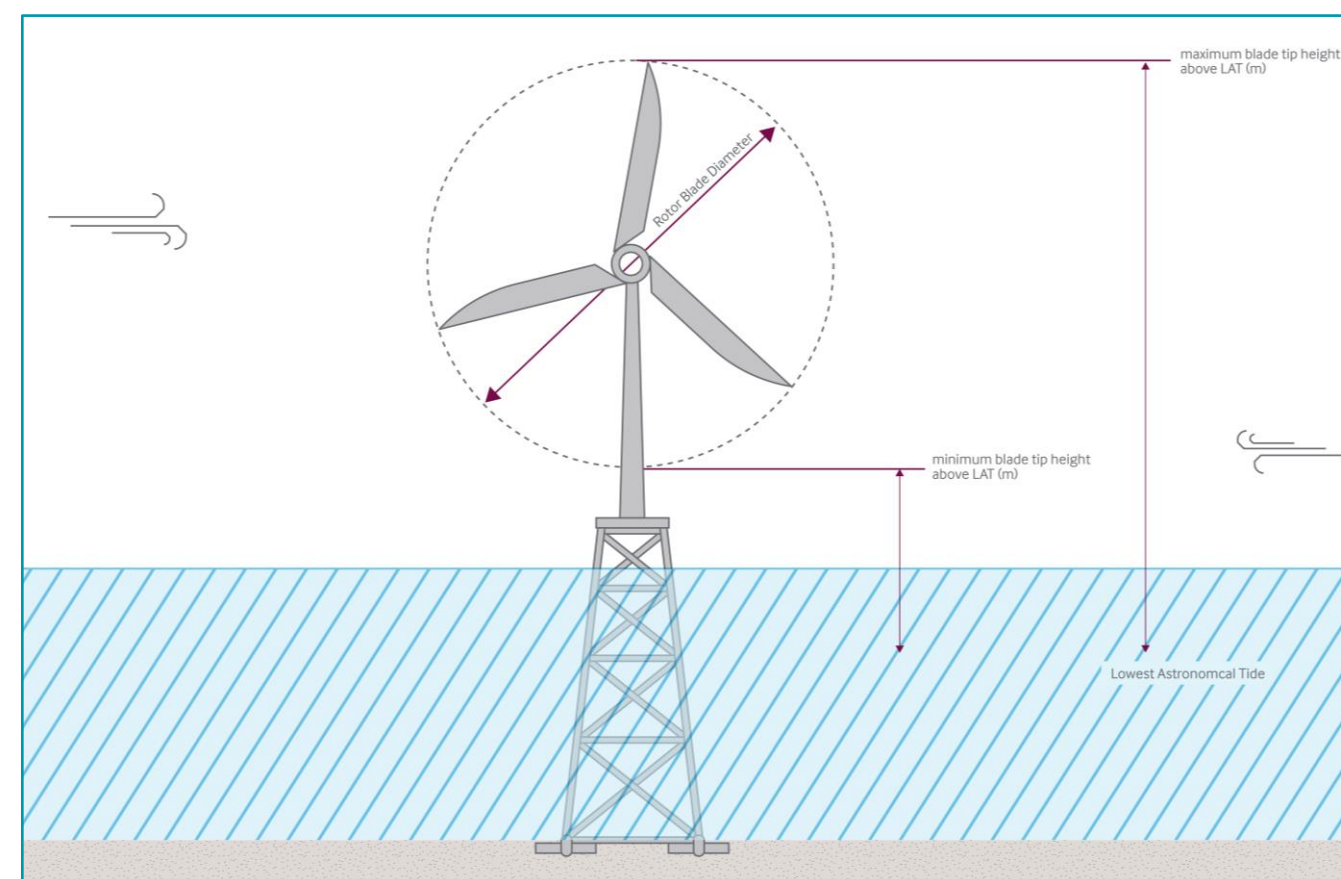 maximum blade tip height
above LAT (m)
Rotor Blade Diameter
minimum blade tip height
above LAT (m)
Lowest Astronomcal Tide